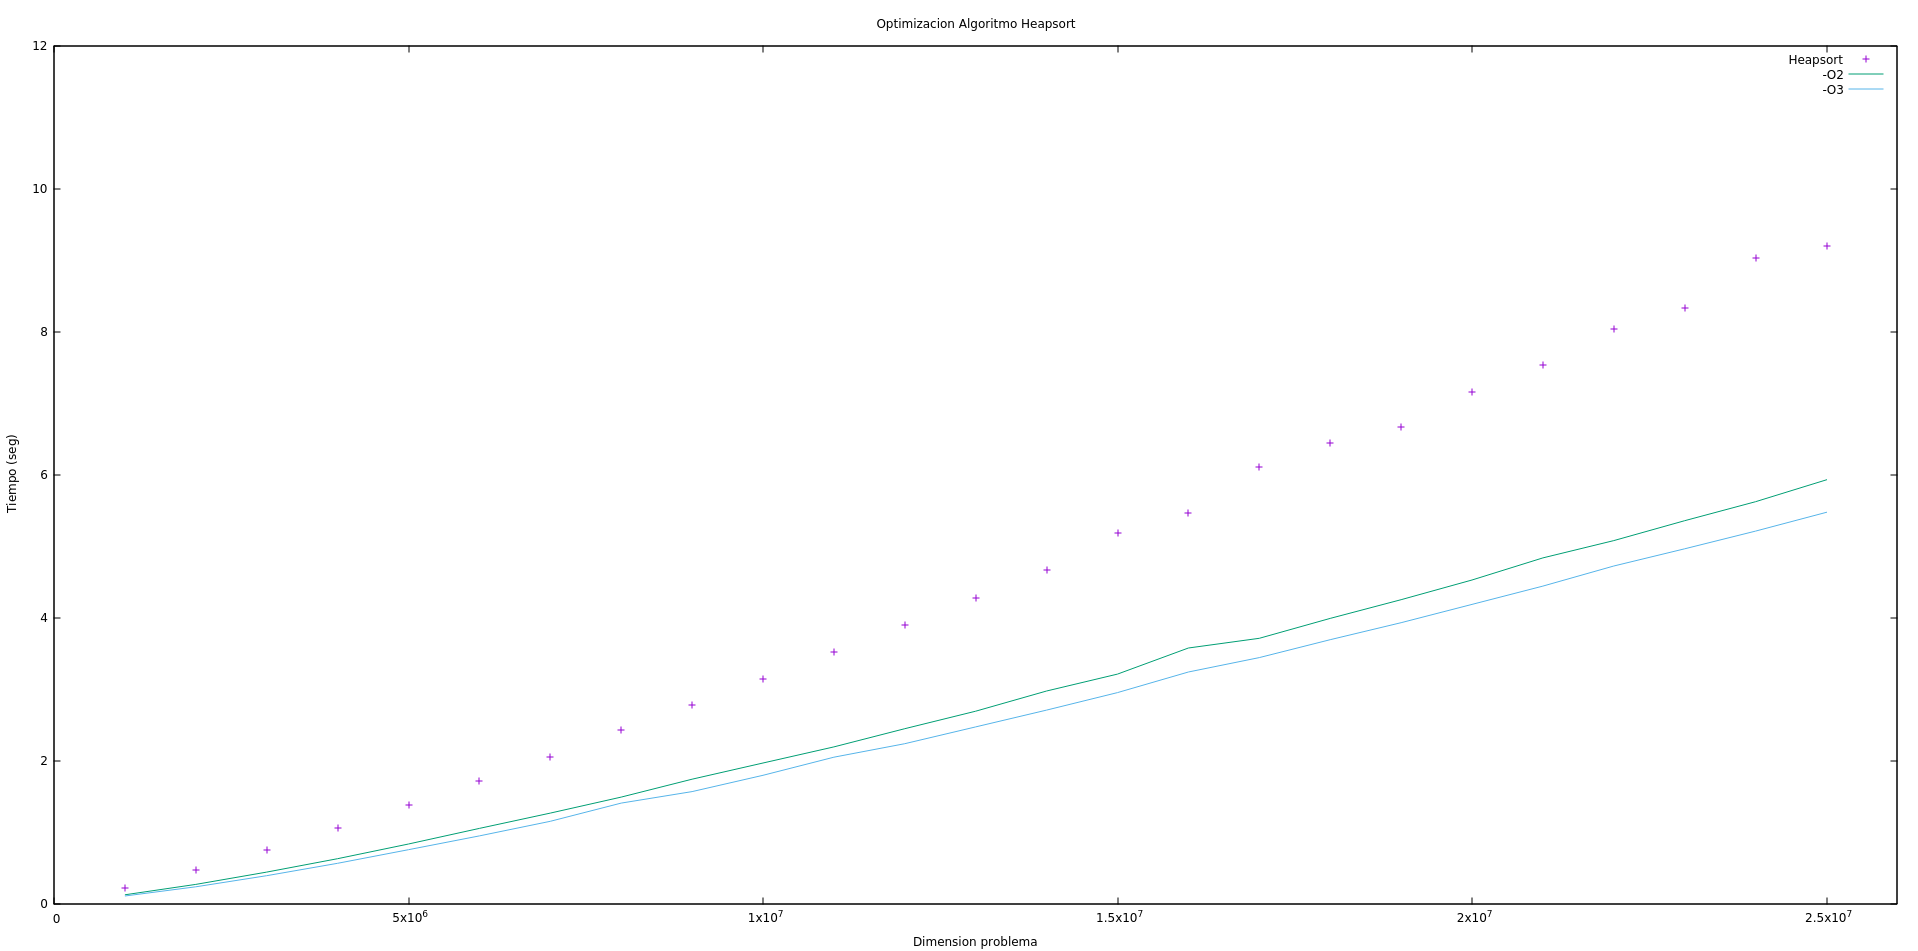 Optimizacion Algoritmo Heapsort
12
10
8
6
4
2
0
Heapsort
-O2
-O3
Tiempo (seg)
0 5x10⁶ 1x10⁷ 1.5x10⁷ 2x10⁷ 2.5x10⁷
Dimension problema